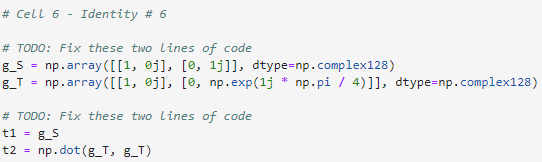 # Cell 6 - Identity # 6
# TODO: Fix these two lines of code
g_S = np.array([[1, 0j], [0, 1j]], dtype=np.complex128)
g_T = np.array([[1, 0j], [0, np.exp(1j * np.pi / 4)]], dtype=np.complex128)
# TODO: Fix these two lines of code
t1 = g_S
t2 = np.dot(g_T, g_T)